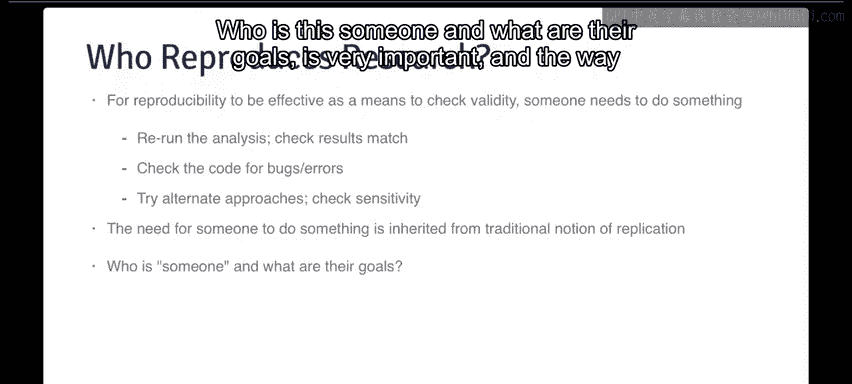 Who is this someone and what are their
goals, is very important, and the way
Who Reproduces Research?
· For reproducibility to be effective as a means to check validity, someone needs to do something
- Re-run the analysis; check results match
- Check the code for bugs/errors
- Try alternate approaches; check sensitivity
· The need for someone to do something is inherited from traditional notion of replication
· Who is "someone" and what are their goals?